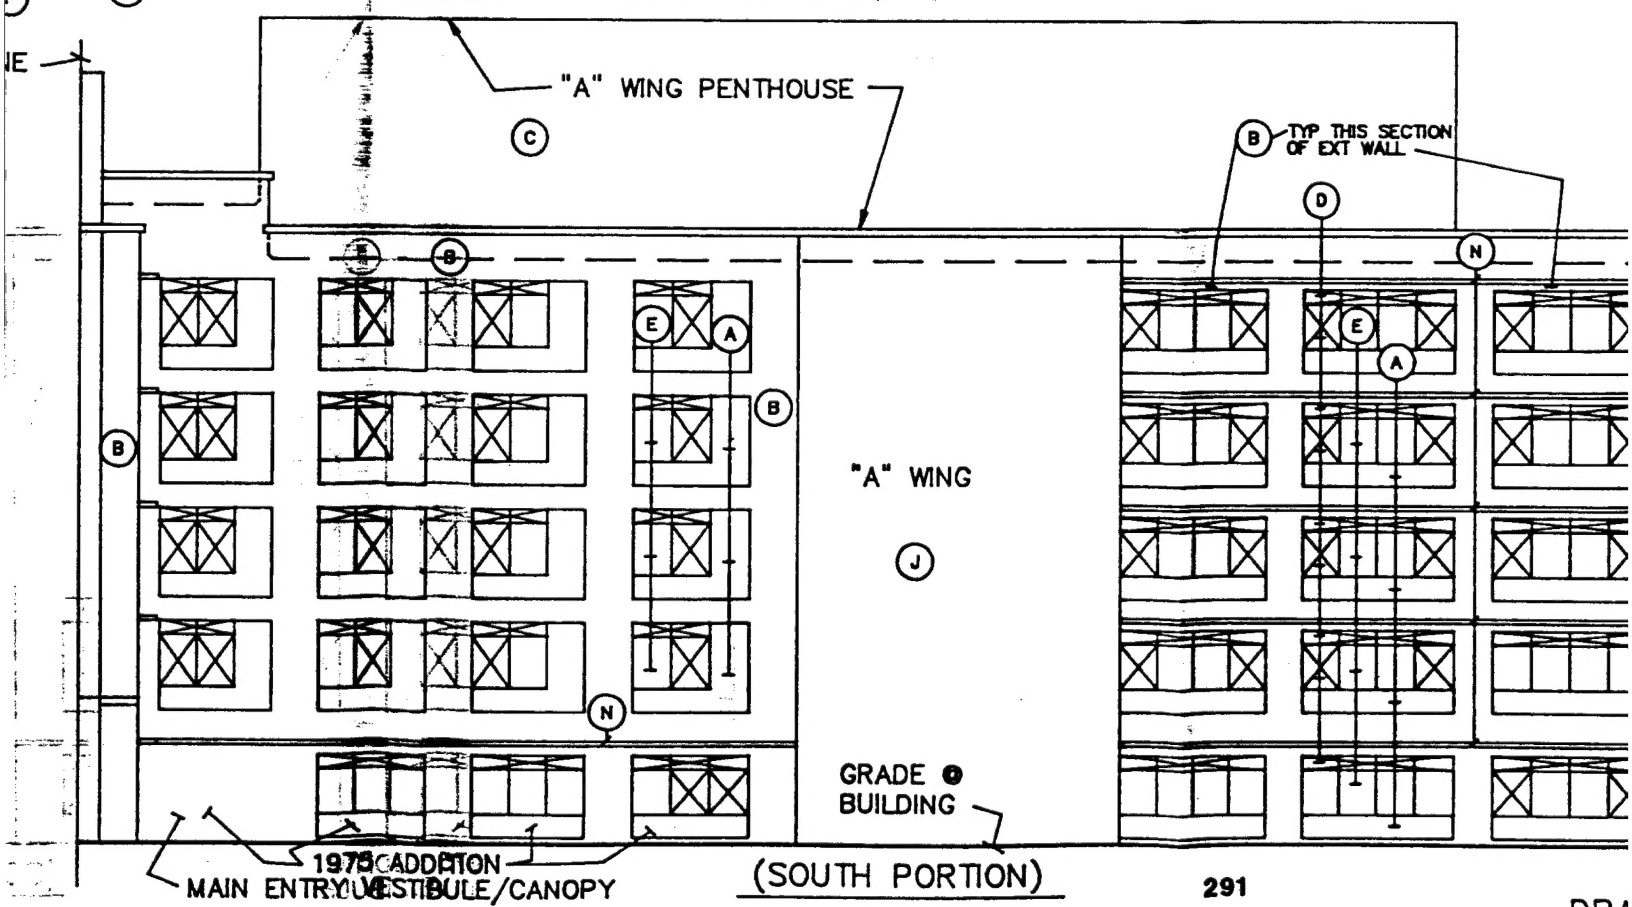 NE
"A" WING PENTHOUSE
C
B
TYP THIS SECTION
OF EXT WALL
D
B
N
E
A
E
A
B
B
"A" WING
J
N
GRADE @
BUILDING
1975 ADDITION
MAIN ENTRY VESTIBULE/CANOPY
(SOUTH PORTION)
291